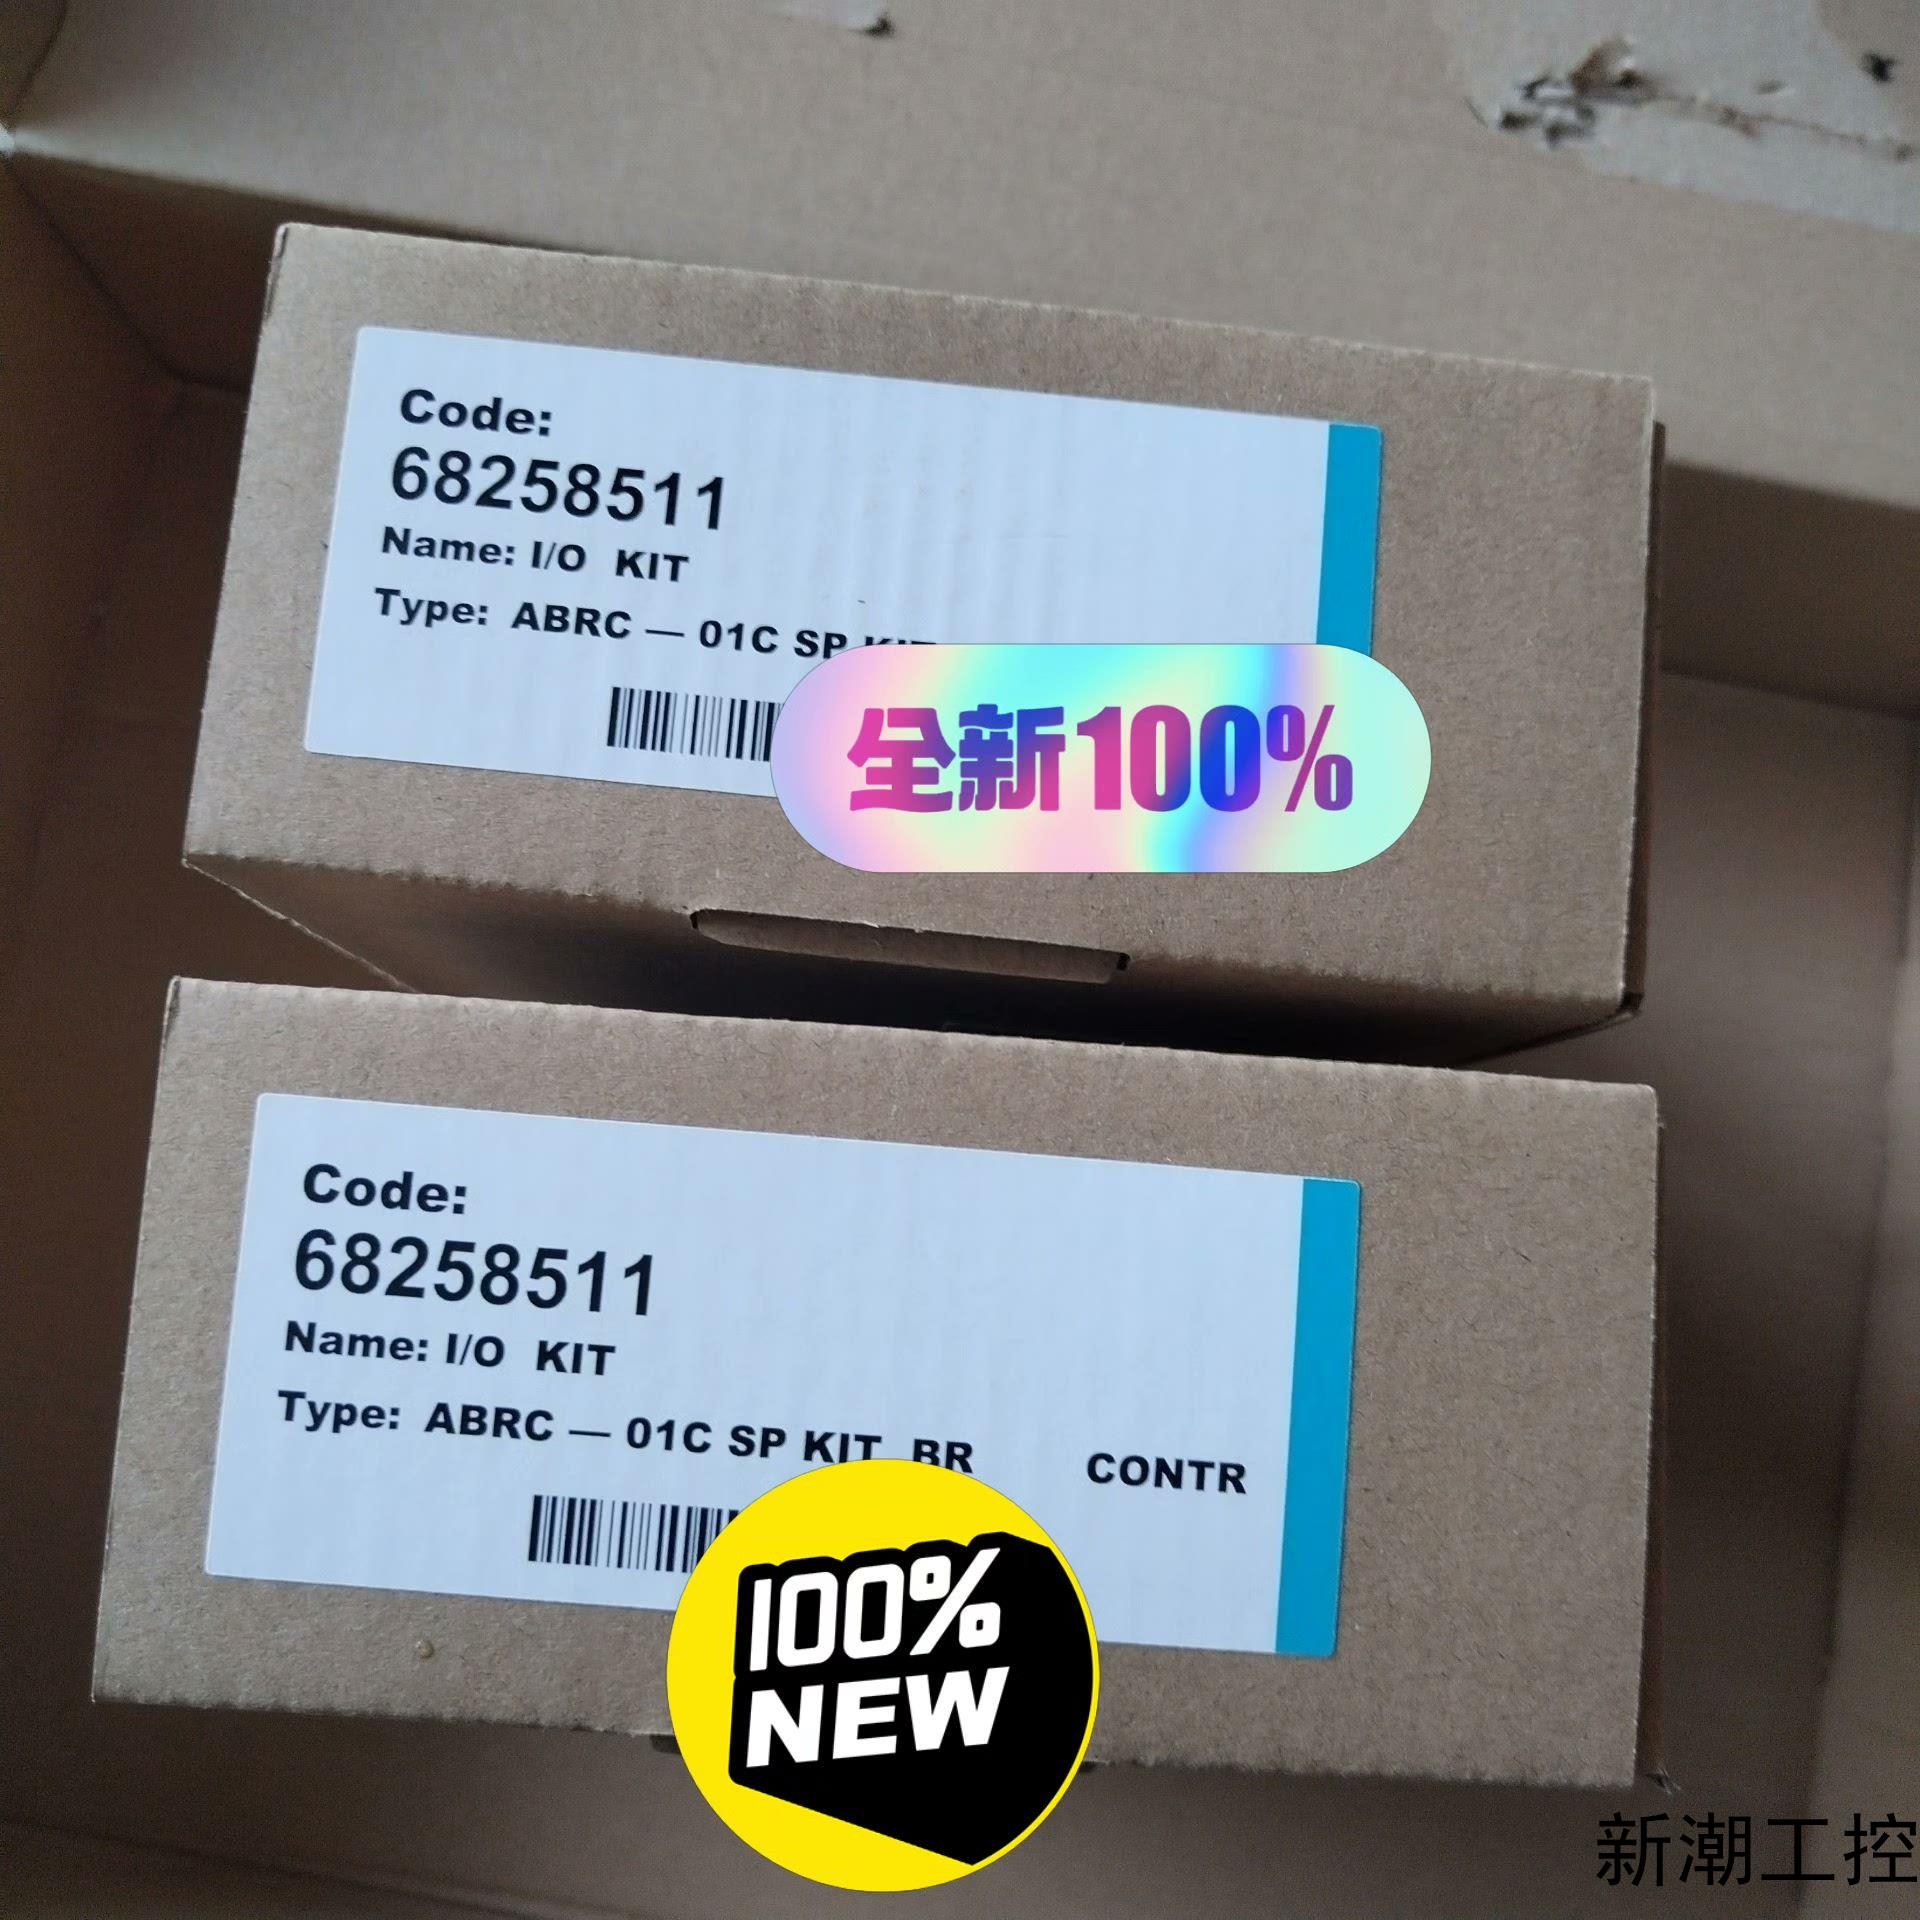 Code:
68258511
Name: I/O KIT
Type: ABRC — 01C SP KIT
全新100%
Code:
68258511
Name: I/O KIT
Type: ABRC — 01C SP KIT BR CONTR
100%
NEW
新潮工控